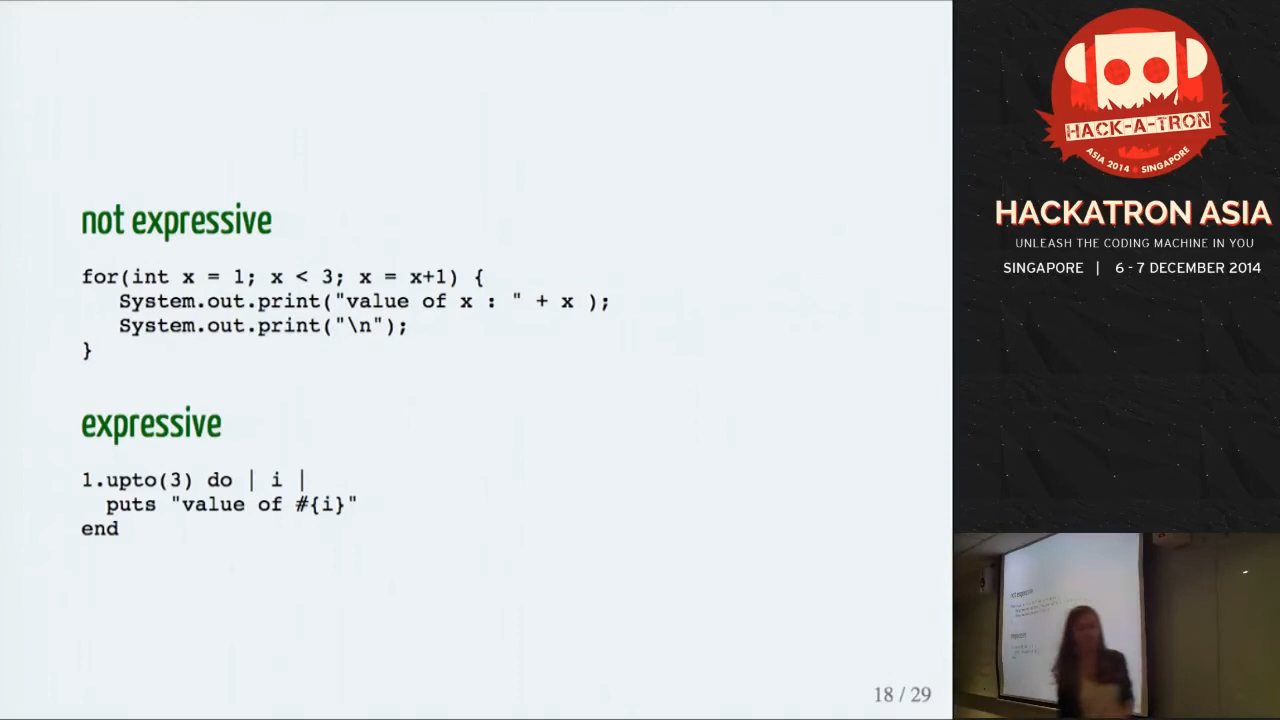 not expressive
for(int x = 1; x < 3; x = x+1) {
   System.out.print("value of x : " + x );
   System.out.print("\n");
}
expressive
1.upto(3) do | i |
  puts "value of #{i}"
end
18 / 29
HACK-A-TRON
ASIA 2014 SINGAPORE
HACKATRON ASIA
UNLEASH THE CODING MACHINE IN YOU
SINGAPORE | 6 - 7 DECEMBER 2014